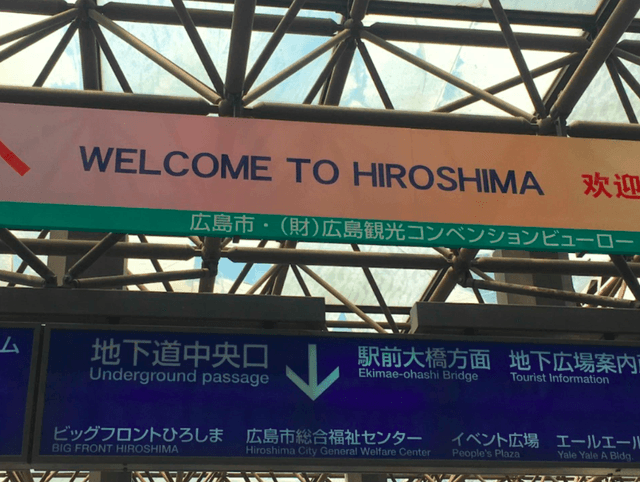 WELCOME TO HIROSHIMA
欢迎
広島市・(財)広島観光コンベンションビューロー
ム
地下道中央口
Underground passage
駅前大橋方面
Ekimae-ohashi Bridge
地下広場案内
Tourist Information
ビッグフロントひろしま
BIG FRONT HIROSHIMA
広島市総合福祉センター
Hiroshima City General Welfare Center
イベント広場
People's Plaza
エールエール
Yale Yale A Bldg.